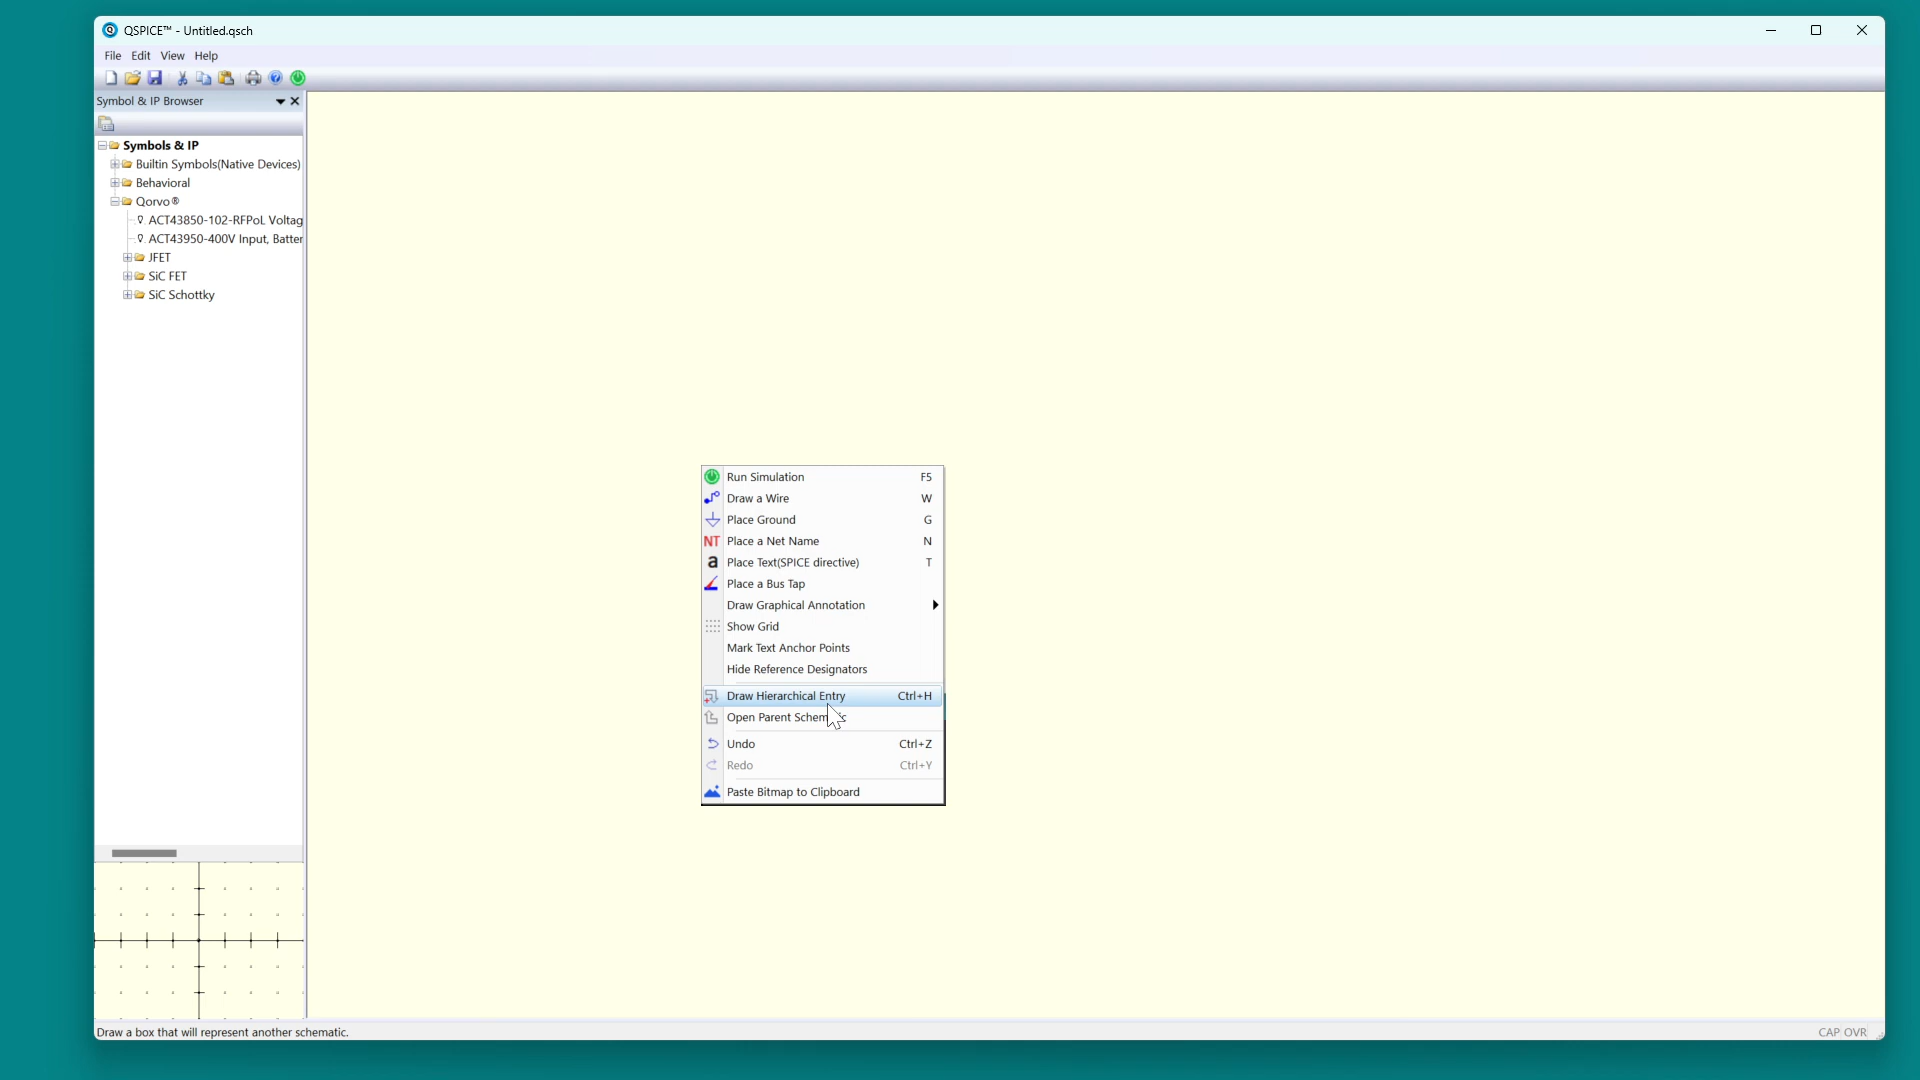 QSPICE™ - Untitled.qsch
File Edit View Help
Symbol & IP Browser
Symbols & IP
Builtin Symbols(Native Devices)
Behavioral
Qorvo®
ACT43850-102-RFPoL Voltag
ACT43950-400V Input, Batter
JFET
SiC FET
SiC Schottky
Run Simulation F5
Draw a Wire W
Place Ground G
NT Place a Net Name N
a Place Text(SPICE directive) T
Place a Bus Tap
Draw Graphical Annotation
Show Grid
Mark Text Anchor Points
Hide Reference Designators
Draw Hierarchical Entry Ctrl+H
Open Parent
Undo Ctrl+Z
Redo Ctrl+Y
Paste Bitmap to Clipboard
Draw a box that will represent another schematic.
CAP OVR